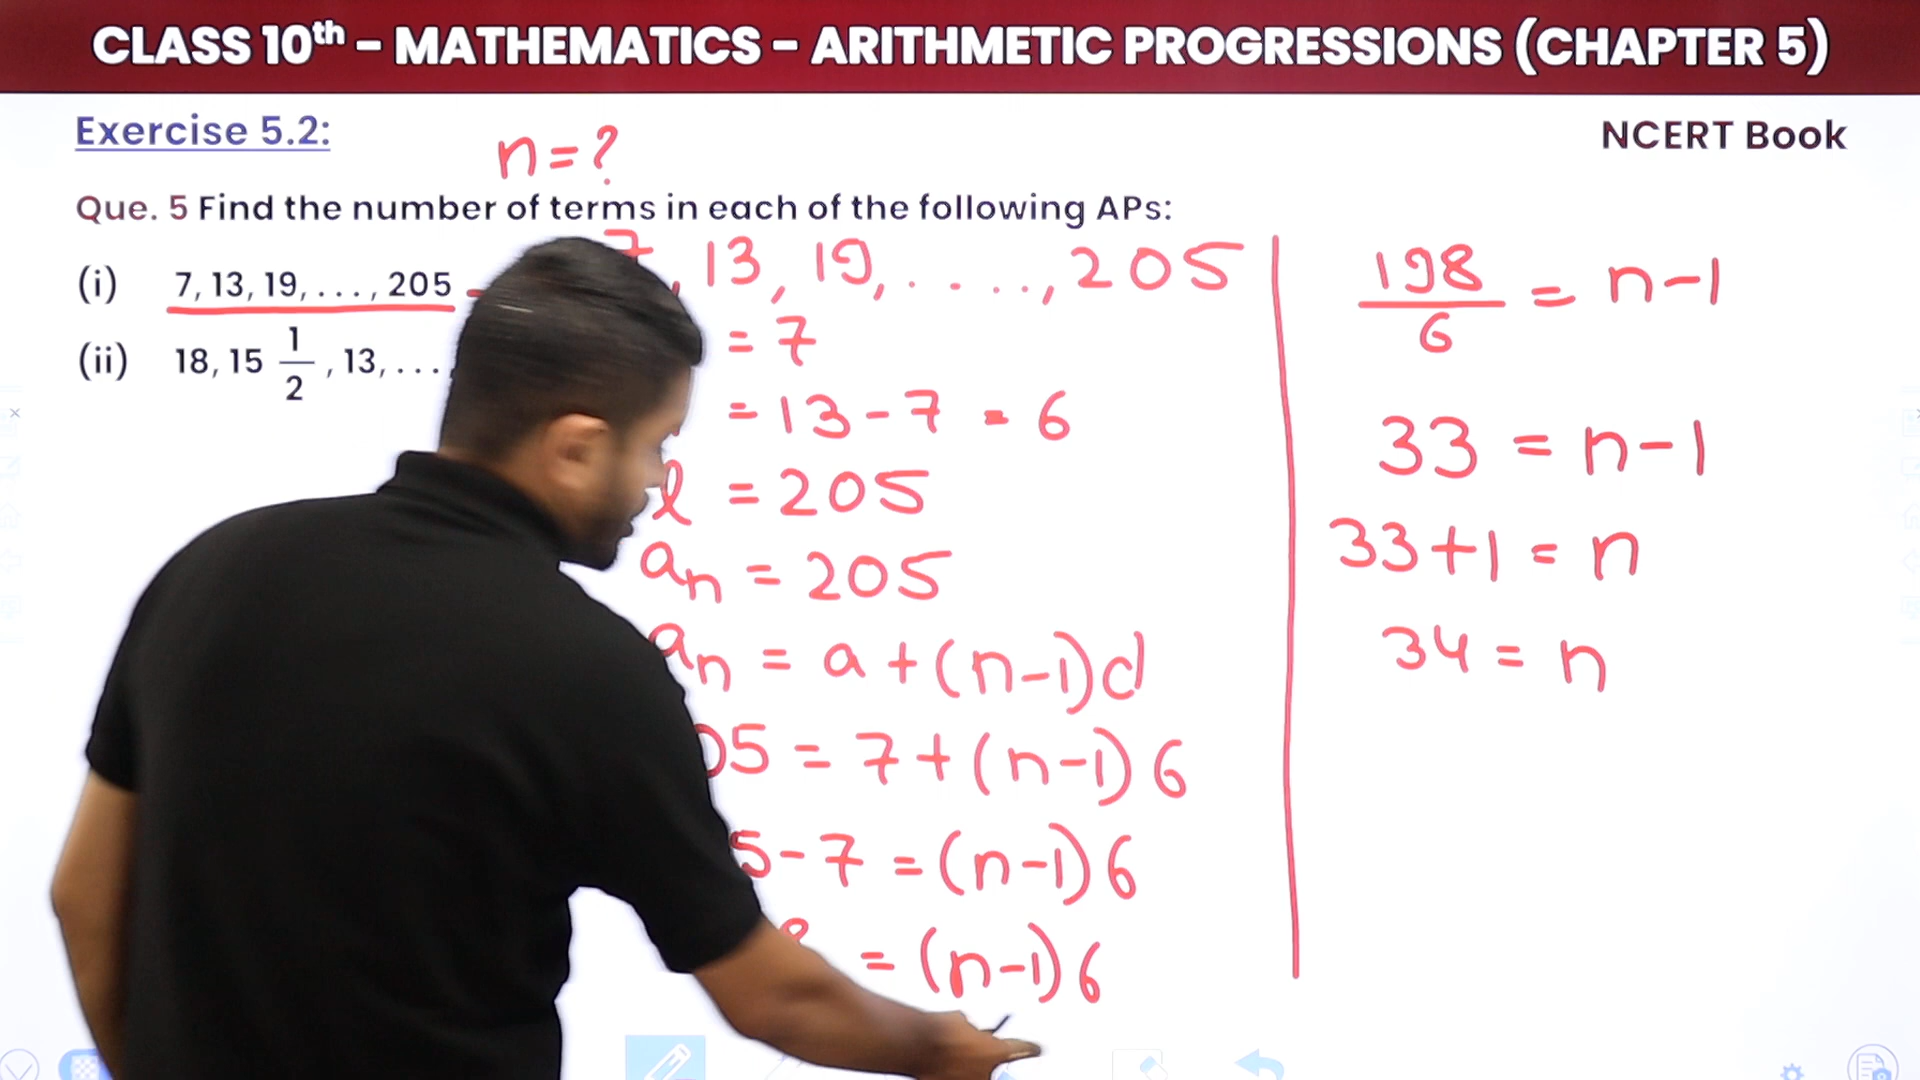 CLASS 10th – MATHEMATICS – ARITHMETIC PROGRESSIONS (CHAPTER 5)
Exercise 5.2:
NCERT Book
n = ?
Que. 5 Find the number of terms in each of the following APs:
(i) 7, 13, 19, . . . , 205
(ii) 18, 15 1/2 , 13, . . .
7, 13, 19, . . . . , 205
= 7
= 13 - 7 = 6
l = 205
an = 205
an = a + (n-1)d
05 = 7 + (n-1) 6
5 - 7 = (n-1) 6
8 = (n-1) 6
198/6 = n-1
33 = n-1
33+1 = n
34 = n